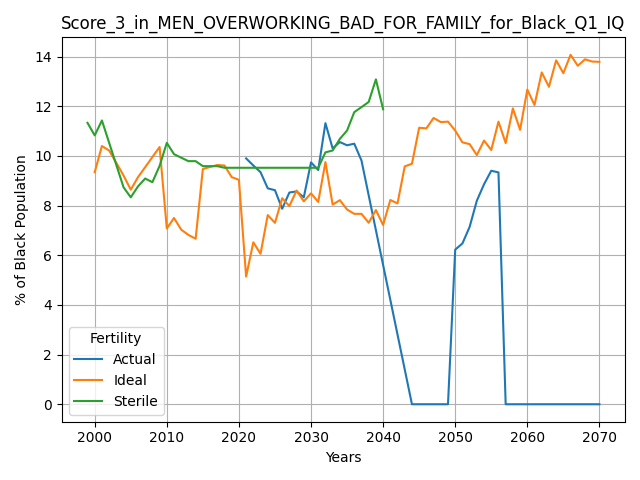 Score_3_in_MEN_OVERWORKING_BAD_FOR_FAMILY_for_Black_Q1_IQ
% of Black Population
14
12
10
8
6
4
2
0
Fertility
Actual
Ideal
Sterile
2000 2010 2020 2030 2040 2050 2060 2070
Years